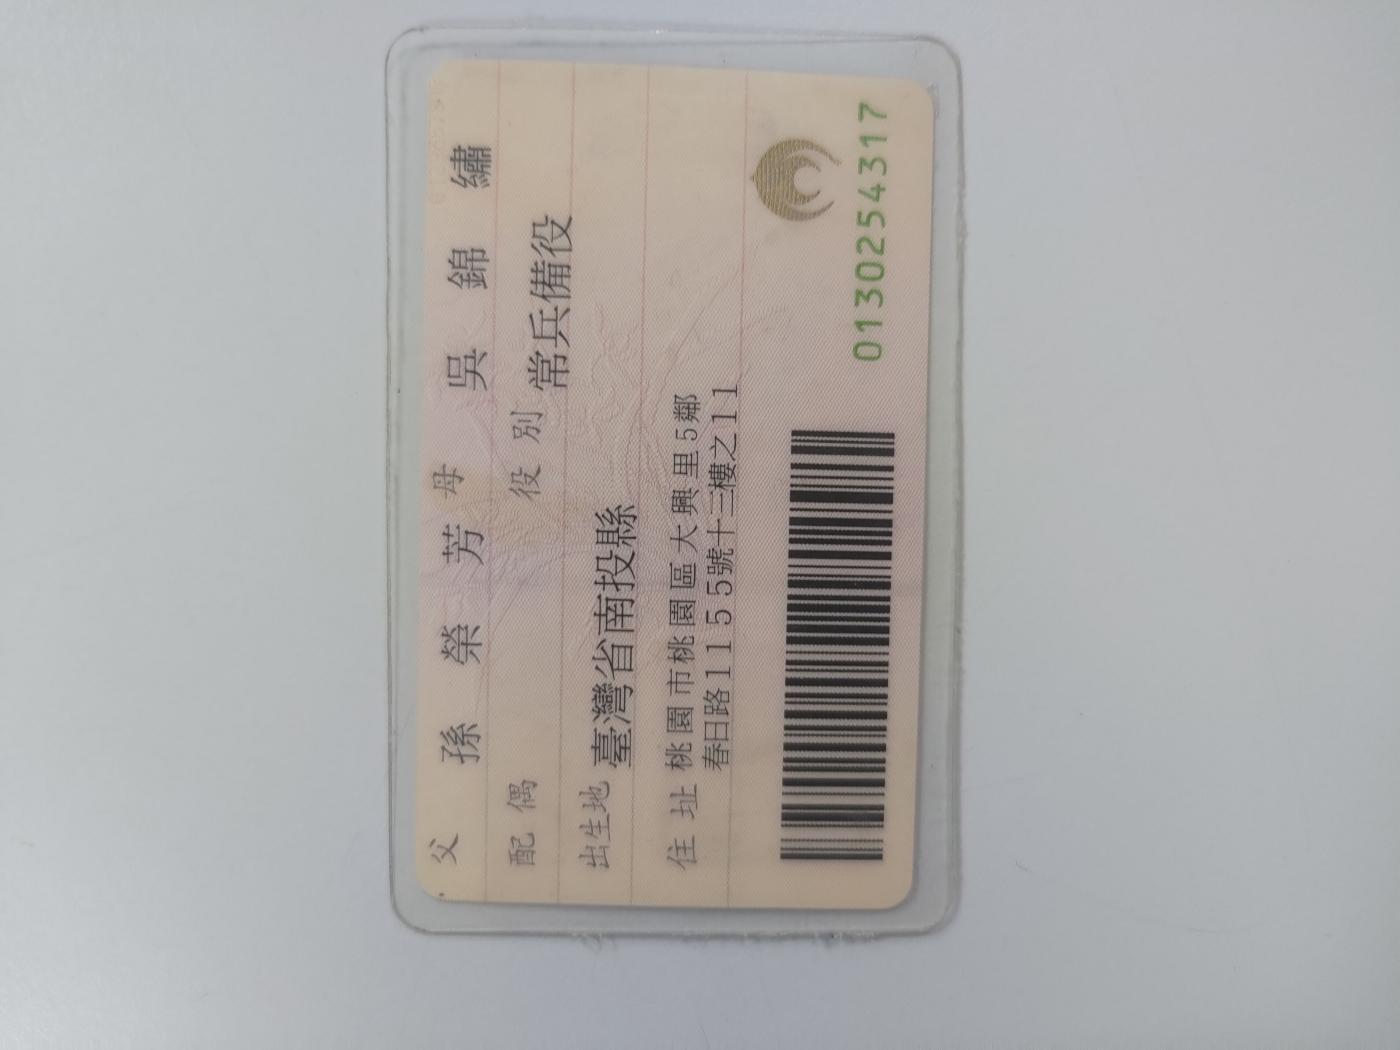 父 孫榮芳 母 吳錦繡
配偶 役別 常兵備役
出生地 臺灣省南投縣
住址 桃園市桃園區大興里5鄰
春日路1155號十三樓之11
0130254317